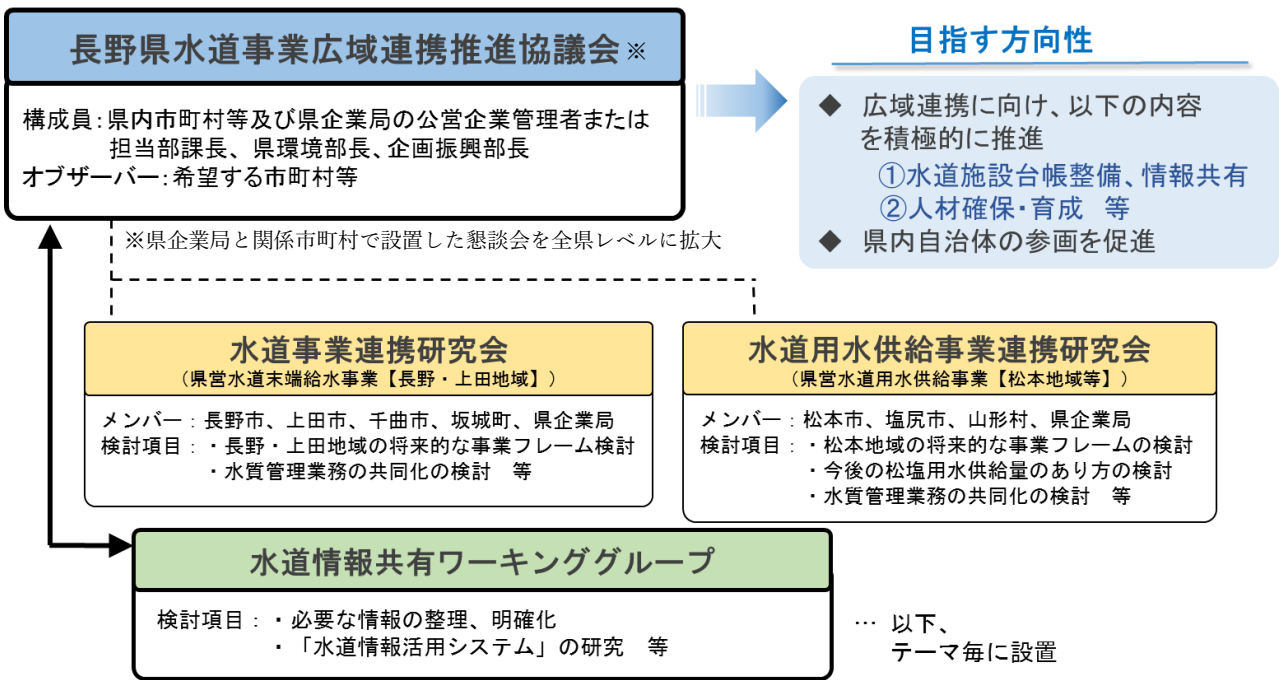 長野県水道事業広域連携推進協議会※
構成員：県内市町村等及び県企業局の公営企業管理者または
担当部課長、県環境部長、企画振興部長
オブザーバー：希望する市町村等
※県企業局と関係市町村で設置した懇談会を全県レベルに拡大
目指す方向性
◆ 広域連携に向け、以下の内容
を積極的に推進
①水道施設台帳整備、情報共有
②人材確保・育成　等
◆ 県内自治体の参画を促進
水道事業連携研究会
（県営水道末端給水事業【長野・上田地域】）
メンバー：長野市、上田市、千曲市、坂城町、県企業局
検討項目：・長野・上田地域の将来的な事業フレーム検討
・水質管理業務の共同化の検討　等
水道用水供給事業連携研究会
（県営水道用水供給事業【松本地域等】）
メンバー：松本市、塩尻市、山形村、県企業局
検討項目：・松本地域の将来的な事業フレームの検討
・今後の松塩用水供給量のあり方の検討
・水質管理業務の共同化の検討　等
水道情報共有ワーキンググループ
検討項目：・必要な情報の整理、明確化
・「水道情報活用システム」の研究　等
… 以下、
テーマ毎に設置